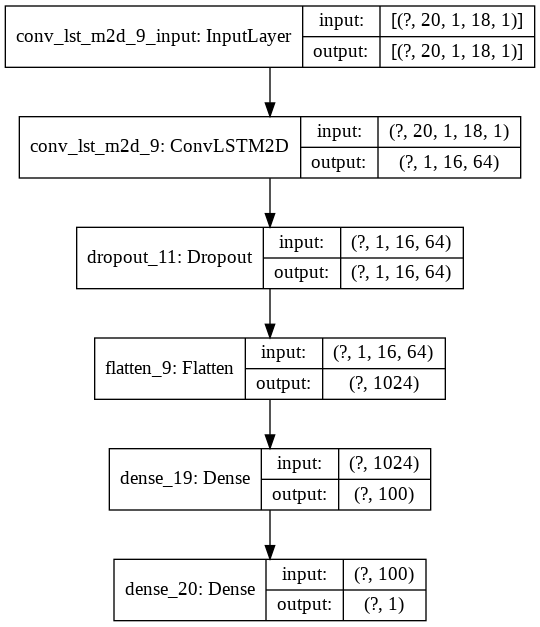 conv_lst_m2d_9_input: InputLayer
input: [(?, 20, 1, 18, 1)]
output: [(?, 20, 1, 18, 1)]
conv_lst_m2d_9: ConvLSTM2D
input: (?, 20, 1, 18, 1)
output: (?, 1, 16, 64)
dropout_11: Dropout
input: (?, 1, 16, 64)
output: (?, 1, 16, 64)
flatten_9: Flatten
input: (?, 1, 16, 64)
output: (?, 1024)
dense_19: Dense
input: (?, 1024)
output: (?, 100)
dense_20: Dense
input: (?, 100)
output: (?, 1)